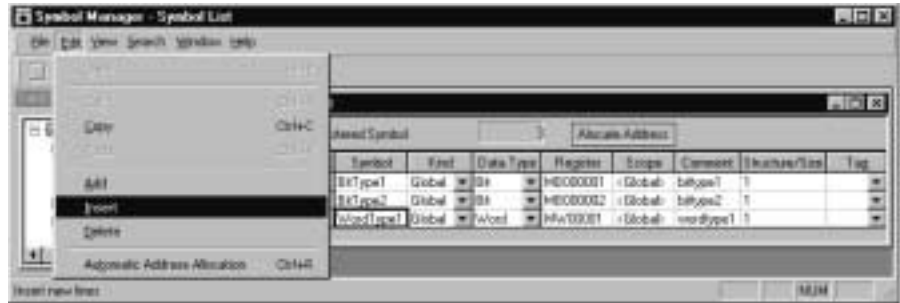 Symbol Manager - Symbol List
File Edit View Search Window Help
Copy Ctrl+C
Add
Insert
Delete
Automatic Address Allocation Ctrl+R
Symbol
Allocate Address
Symbol Kind Data Type Register Scope Comment Structure/Size Tag
BitType1 Global Bit MB000001 <Global> bittype1 1
BitType2 Global Bit MB000002 <Global> bittype2 1
WordType1 Global Word MW00001 <Global> wordtype1 1
Insert new lines
NUM